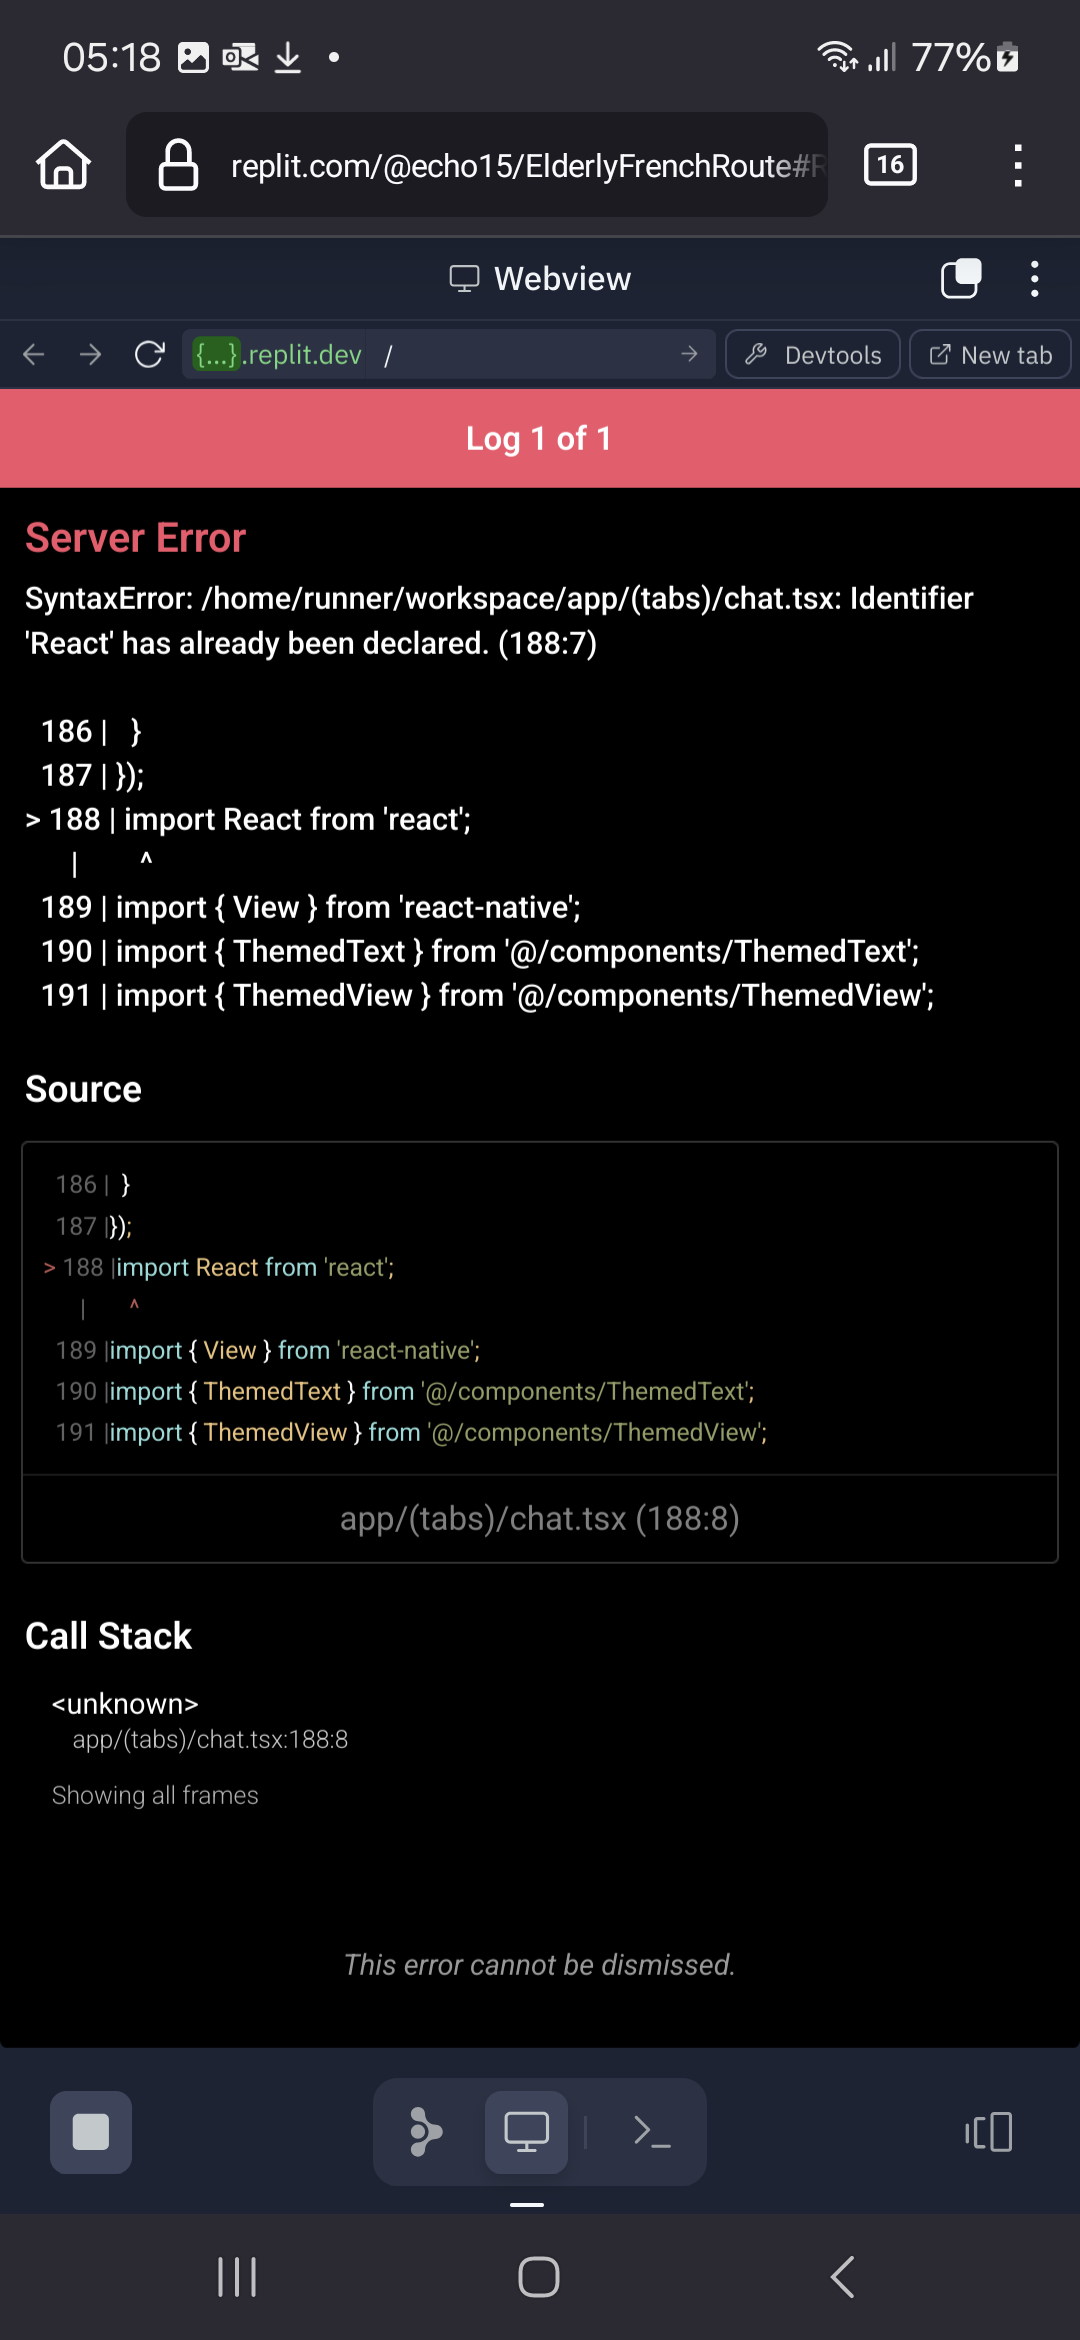 05:18
77%
replit.com/@echo15/ElderlyFrenchRoute#
16
Webview
{...}.replit.dev /
Devtools
New tab
Log 1 of 1
Server Error
SyntaxError: /home/runner/workspace/app/(tabs)/chat.tsx: Identifier
'React' has already been declared. (188:7)
186 |   }
187 | });
> 188 | import React from 'react';
|        ^
189 | import { View } from 'react-native';
190 | import { ThemedText } from '@/components/ThemedText';
191 | import { ThemedView } from '@/components/ThemedView';
Source
186 |  }
187 |});
> 188 |import React from 'react';
|       ^
189 |import { View } from 'react-native';
190 |import { ThemedText } from '@/components/ThemedText';
191 |import { ThemedView } from '@/components/ThemedView';
app/(tabs)/chat.tsx (188:8)
Call Stack
<unknown>
app/(tabs)/chat.tsx:188:8
Showing all frames
This error cannot be dismissed.